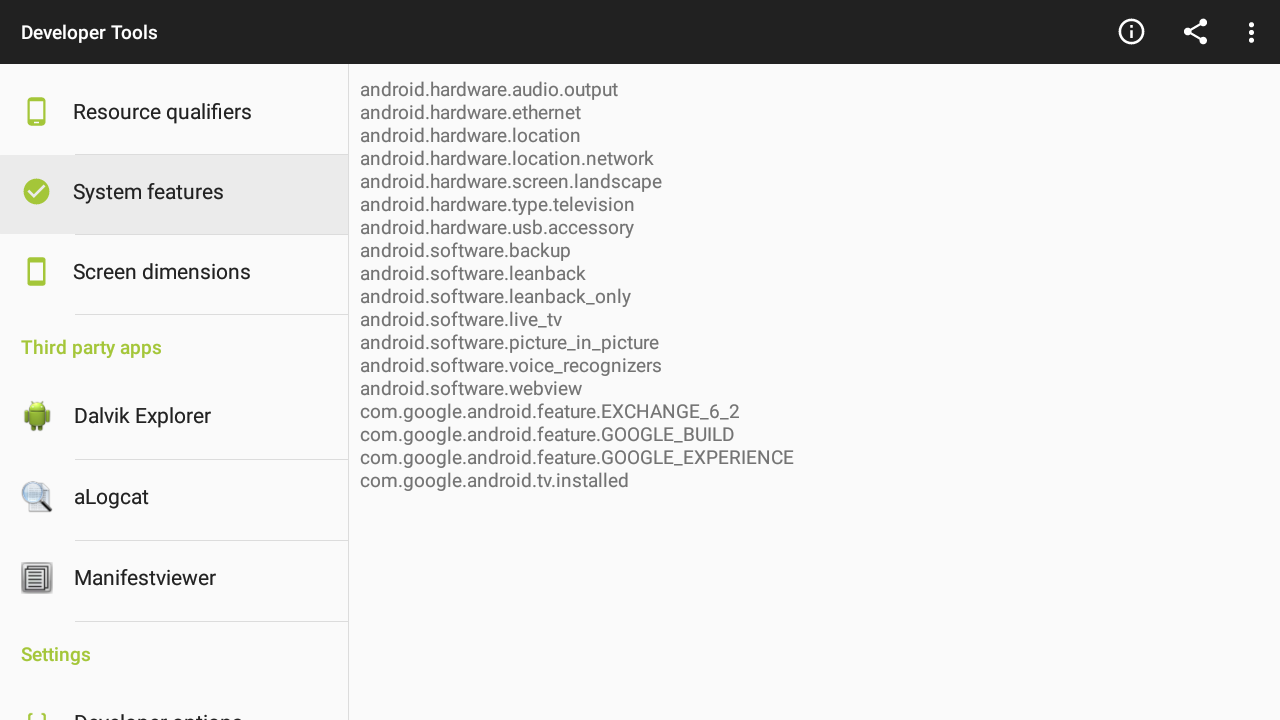 Developer Tools
Resource qualifiers
System features
Screen dimensions
Third party apps
Dalvik Explorer
aLogcat
Manifestviewer
Settings
Developer options
android.hardware.audio.output
android.hardware.ethernet
android.hardware.location
android.hardware.location.network
android.hardware.screen.landscape
android.hardware.type.television
android.hardware.usb.accessory
android.software.backup
android.software.leanback
android.software.leanback_only
android.software.live_tv
android.software.picture_in_picture
android.software.voice_recognizers
android.software.webview
com.google.android.feature.EXCHANGE_6_2
com.google.android.feature.GOOGLE_BUILD
com.google.android.feature.GOOGLE_EXPERIENCE
com.google.android.tv.installed